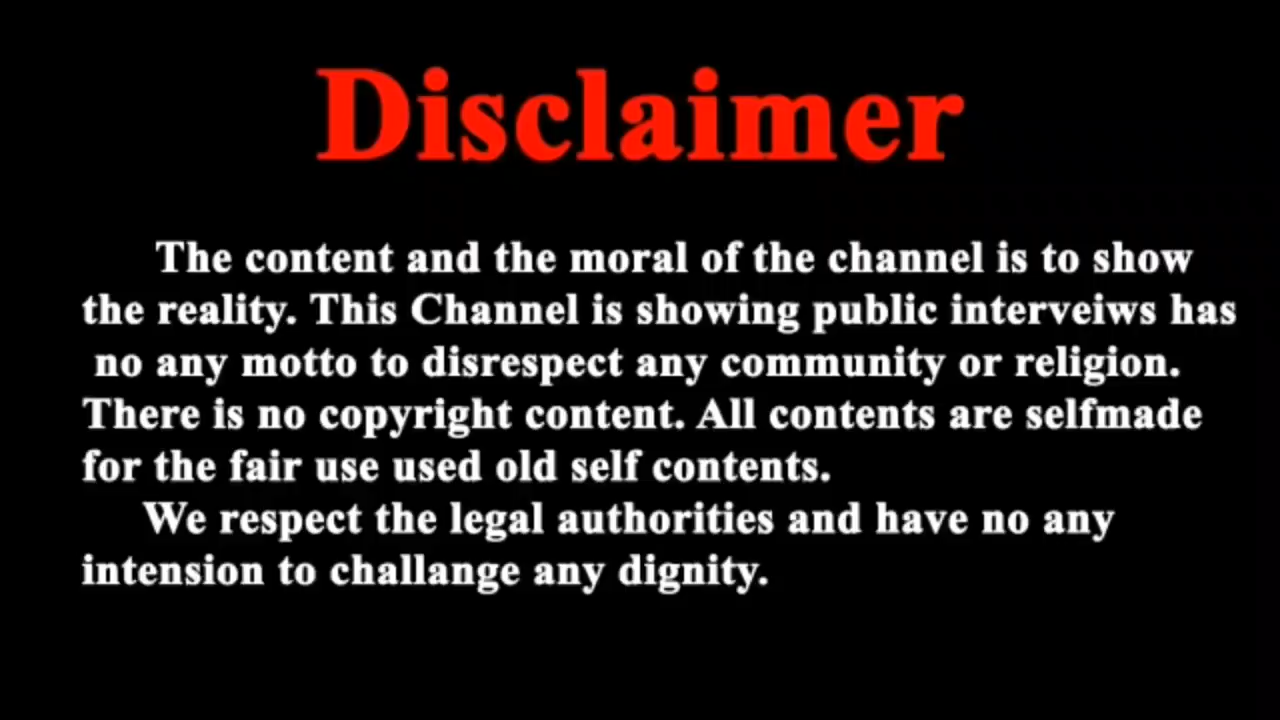 Disclaimer
The content and the moral of the channel is to show
the reality. This Channel is showing public interveiws has
no any motto to disrespect any community or religion.
There is no copyright content. All contents are selfmade
for the fair use used old self contents.
We respect the legal authorities and have no any
intension to challange any dignity.